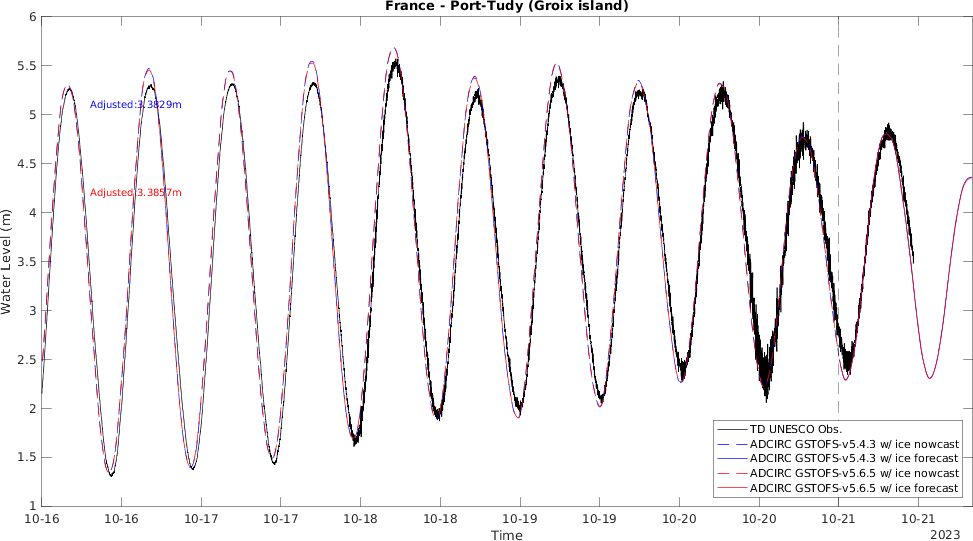 France - Port-Tudy (Groix island)
6
5.5
5
4.5
4
3.5
3
2.5
2
1.5
1
Water Level (m)
Adjusted:3.3829m
Adjusted:3.3857m
TD UNESCO Obs.
ADCIRC GSTOFS-v5.4.3 w/ ice nowcast
ADCIRC GSTOFS-v5.4.3 w/ ice forecast
ADCIRC GSTOFS-v5.6.5 w/ ice nowcast
ADCIRC GSTOFS-v5.6.5 w/ ice forecast
10-16 10-16 10-17 10-17 10-18 10-18 10-19 10-19 10-20 10-20 10-21 10-21
Time
2023